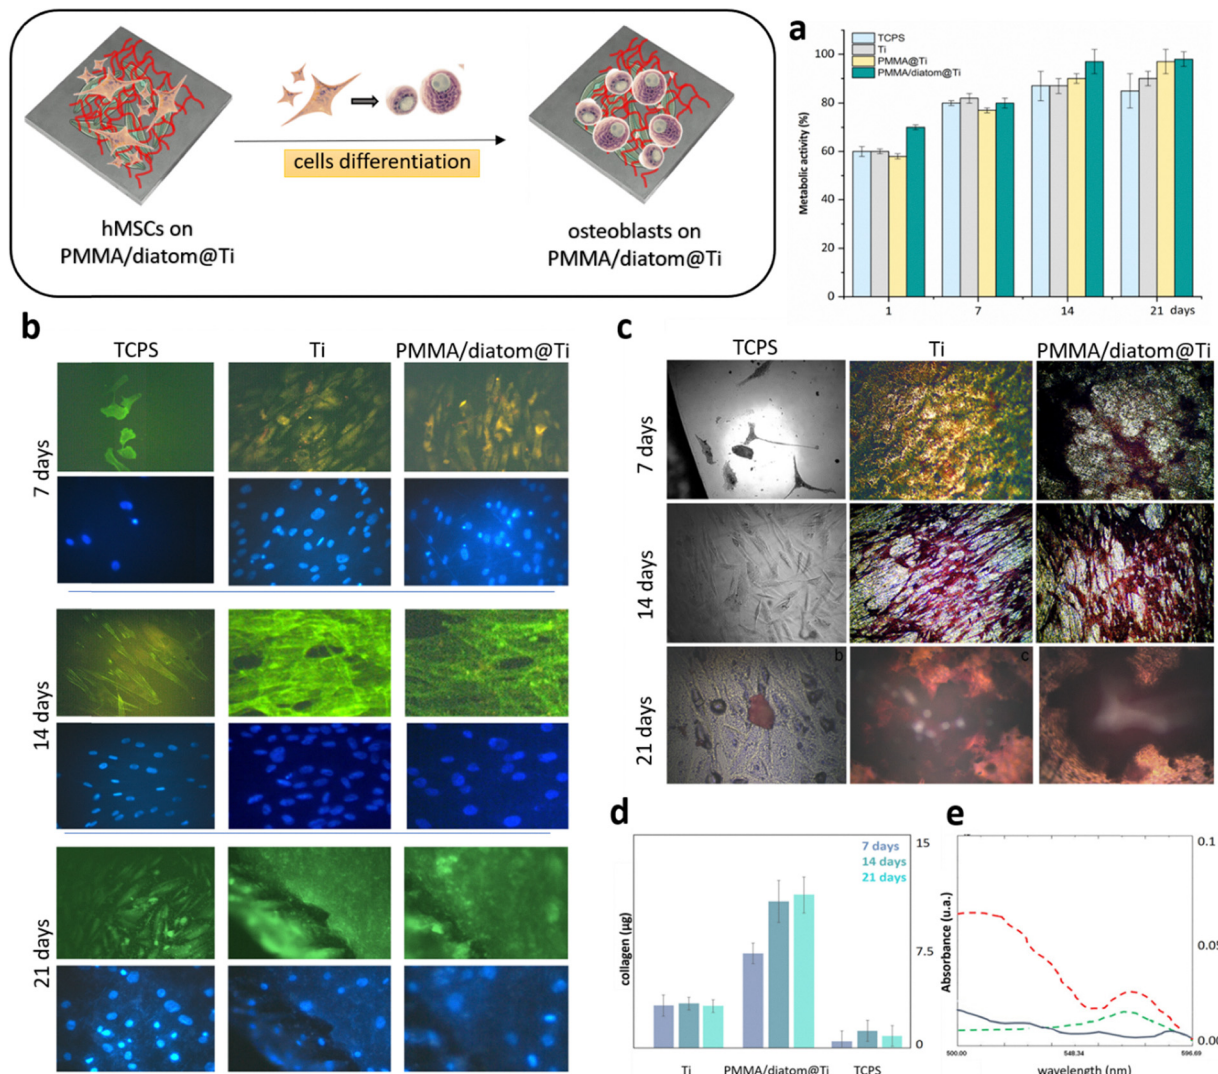 cells differentiation
hMSCs on
PMMA/diatom@Ti
osteoblasts on
PMMA/diatom@Ti
a
TCPS
Ti
PMMA@Ti
PMMA/diatom@Ti
Metabolic activity (%)
100
80
60
40
20
0
1 7 14 21 days
b
TCPS Ti PMMA/diatom@Ti
7 days
14 days
21 days
c
TCPS Ti PMMA/diatom@Ti
7 days
14 days
21 days
b
c
d
7 days
14 days
21 days
collagen (µg)
15
7.5
0
Ti PMMA/diatom@Ti TCPS
e
Absorbance (u.a.)
0.1
0.05
0.00
500.00 548.34 596.69
wavelength (nm)